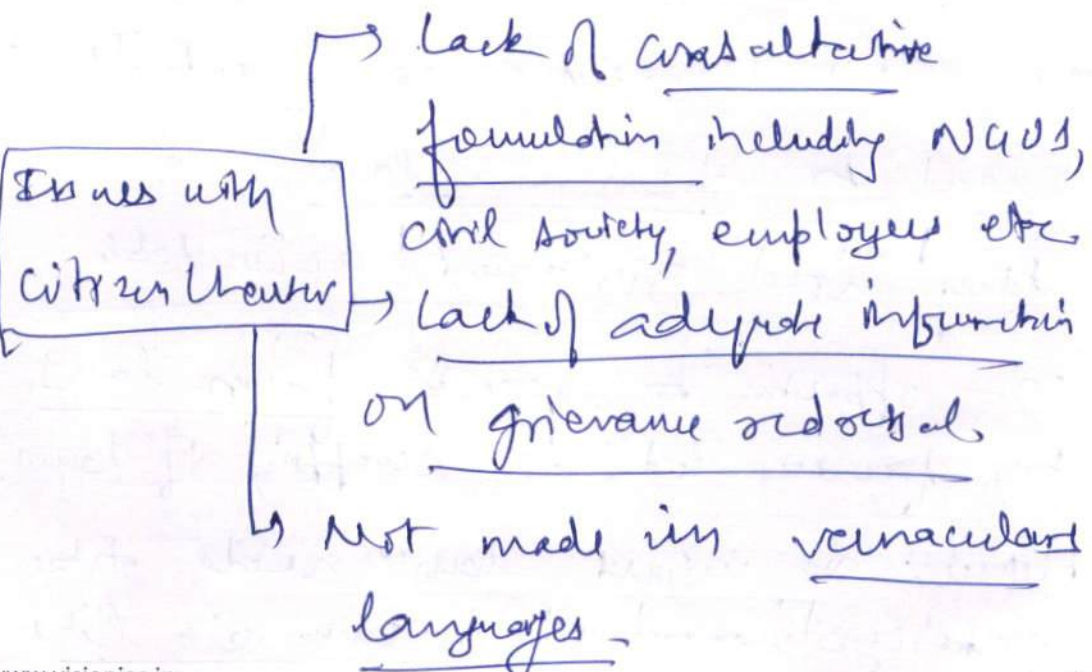 Lack of consultative
formulation including NGOs,
Issues with
civil society, employees etc
Citizen Charter
Lack of adequate information
on grievance redressal
Not made in vernacular
languages.